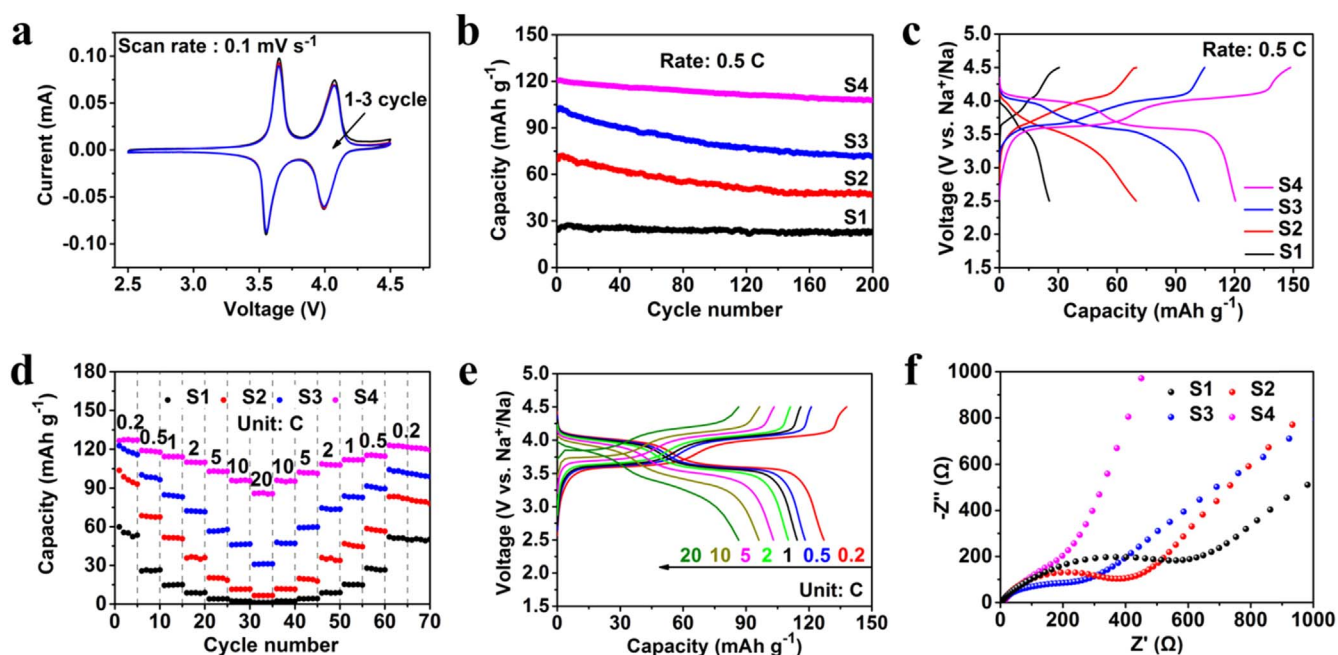 a
Scan rate : 0.1 mV s⁻¹
1-3 cycle
0.10
0.05
0.00
-0.05
-0.10
Current (mA)
2.5 3.0 3.5 4.0 4.5
Voltage (V)
b
Rate: 0.5 C
S4
S3
S2
S1
150
120
90
60
30
0
Capacity (mAh g⁻¹)
0 40 80 120 160 200
Cycle number
c
Rate: 0.5 C
5.0
4.5
4.0
3.5
3.0
2.5
2.0
1.5
Voltage (V vs. Na⁺/Na)
S4
S3
S2
S1
0 30 60 90 120 150
Capacity (mAh g⁻¹)
d
S1 S2 S3 S4
Unit: C
0.2 0.5 1 2 5 10 20 10 5 2 1 0.5 0.2
180
150
120
90
60
30
0
Capacity (mAh g⁻¹)
0 10 20 30 40 50 60 70
Cycle number
e
5.0
4.5
4.0
3.5
3.0
2.5
2.0
1.5
Voltage (V vs. Na⁺/Na)
20 10 5 2 1 0.5 0.2
Unit: C
0 30 60 90 120 150
Capacity (mAh g⁻¹)
f
S1 S2
S3 S4
1000
800
600
400
200
0
-Z'' (Ω)
0 200 400 600 800 1000
Z' (Ω)